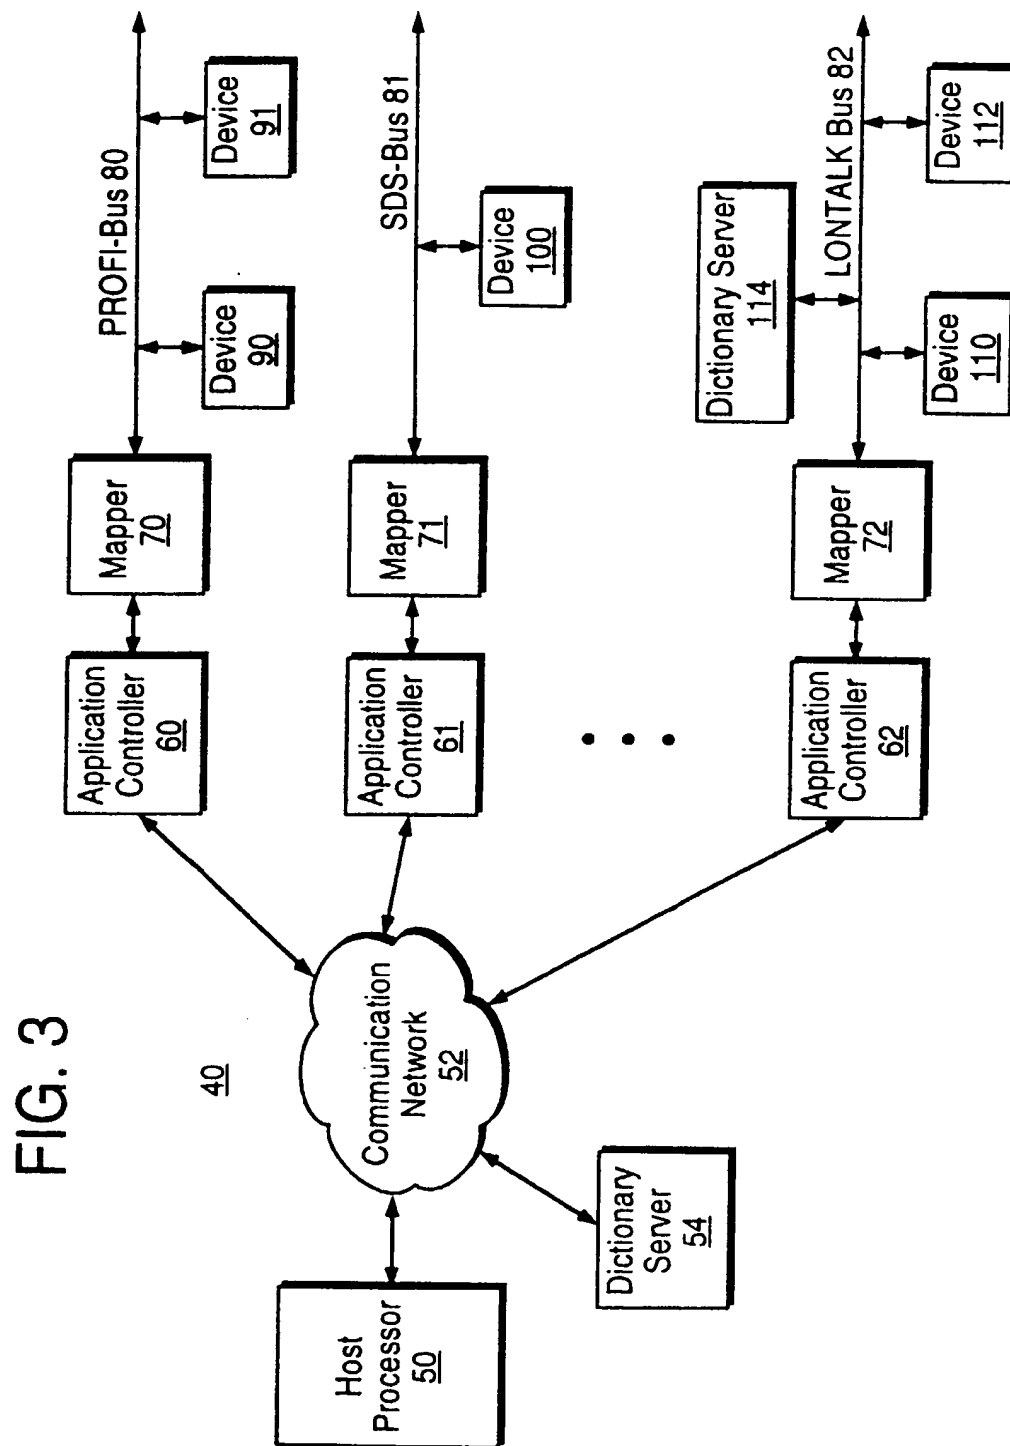 FIG. 3
40
Host
Processor
50
Communication
Network
52
Dictionary
Server
54
Application
Controller
60
Mapper
70
PROFI-Bus 80
Device
90
Device
91
Application
Controller
61
Mapper
71
SDS-Bus 81
Device
100
Application
Controller
62
Mapper
72
Dictionary Server
114
LONTALK Bus 82
Device
110
Device
112